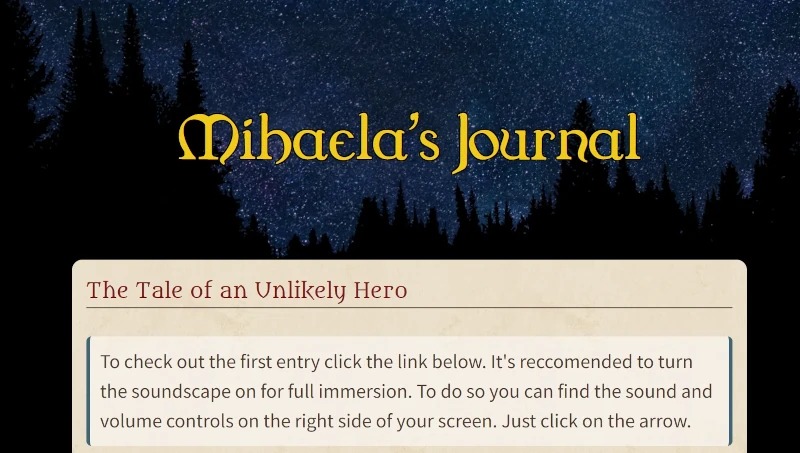 Mihaela's Journal
The Tale of an Unlikely Hero
To check out the first entry click the link below. It's reccomended to turn
the soundscape on for full immersion. To do so you can find the sound and
volume controls on the right side of your screen. Just click on the arrow.